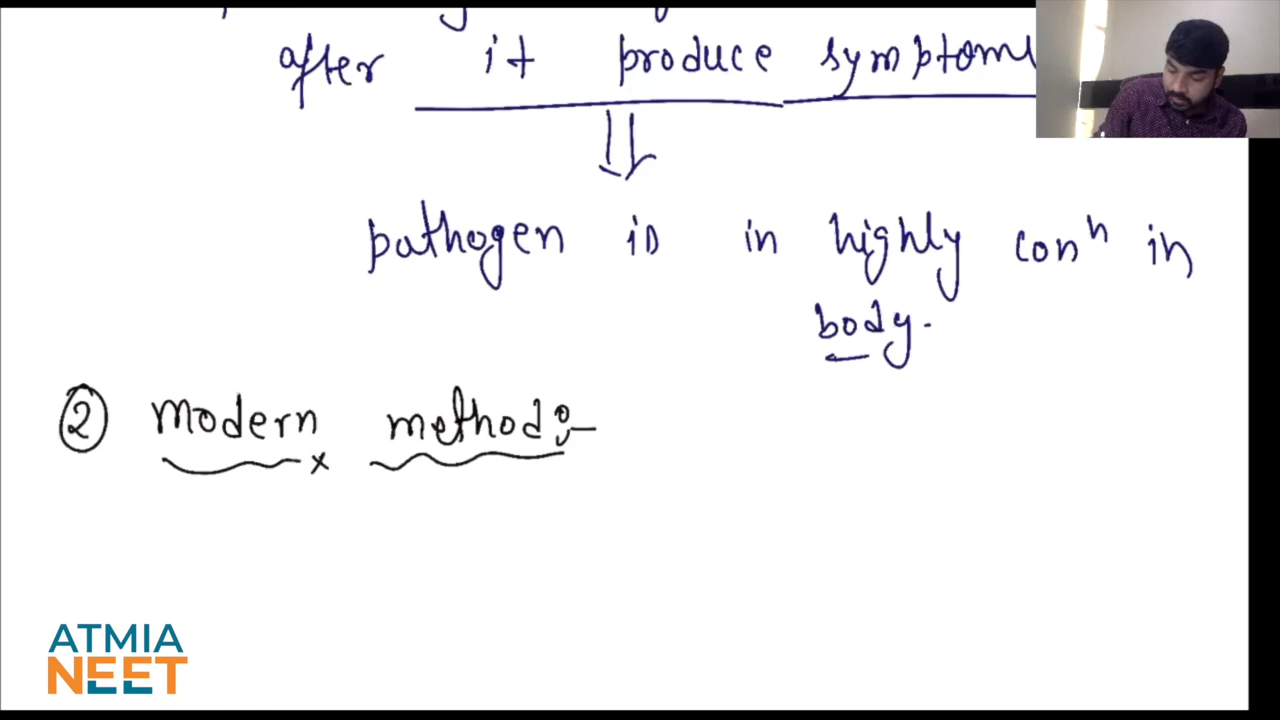 after it produce symptoms
pathogen is in highly conⁿ in
body.
② Modern method:-
ATMIA
NEET